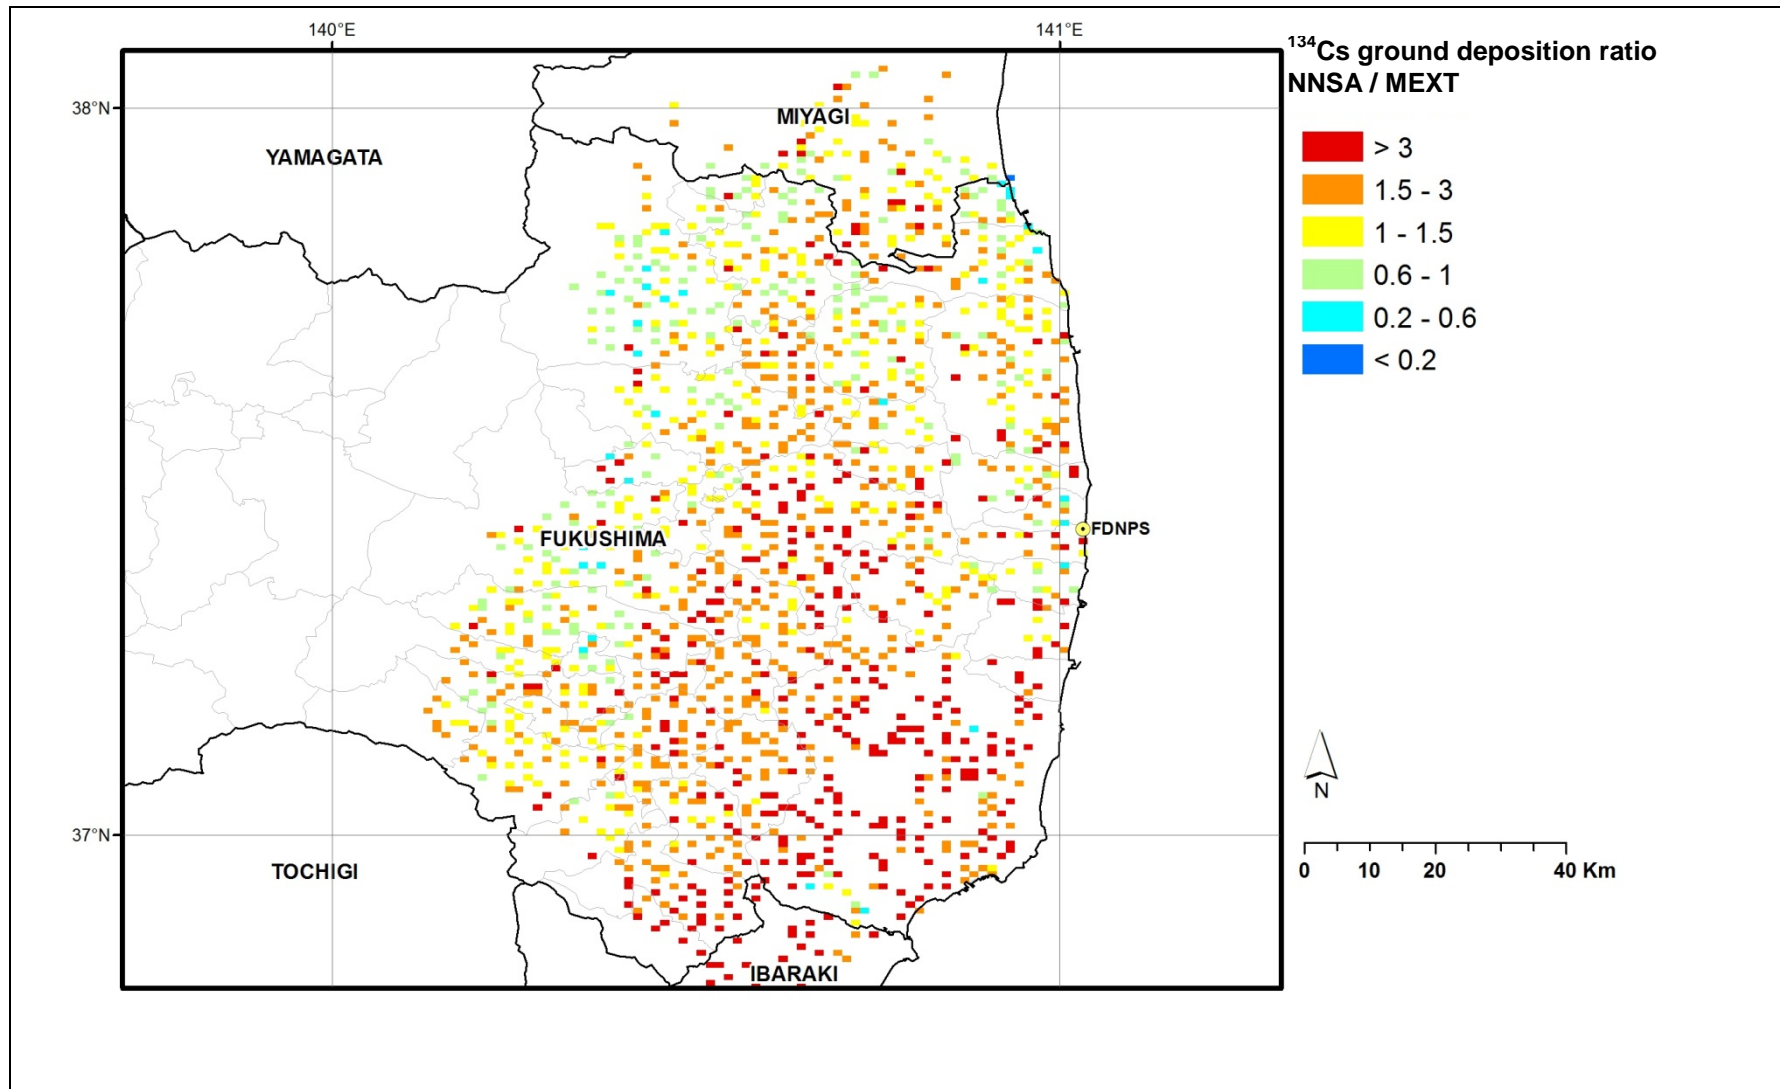 140°E
141°E
¹³⁴Cs ground deposition ratio
NNSA / MEXT
38°N
MIYAGI
YAMAGATA
> 3
1.5 - 3
1 - 1.5
0.6 - 1
0.2 - 0.6
< 0.2
FUKUSHIMA
FDNPS
N
37°N
TOCHIGI
0 10 20 40 Km
IBARAKI